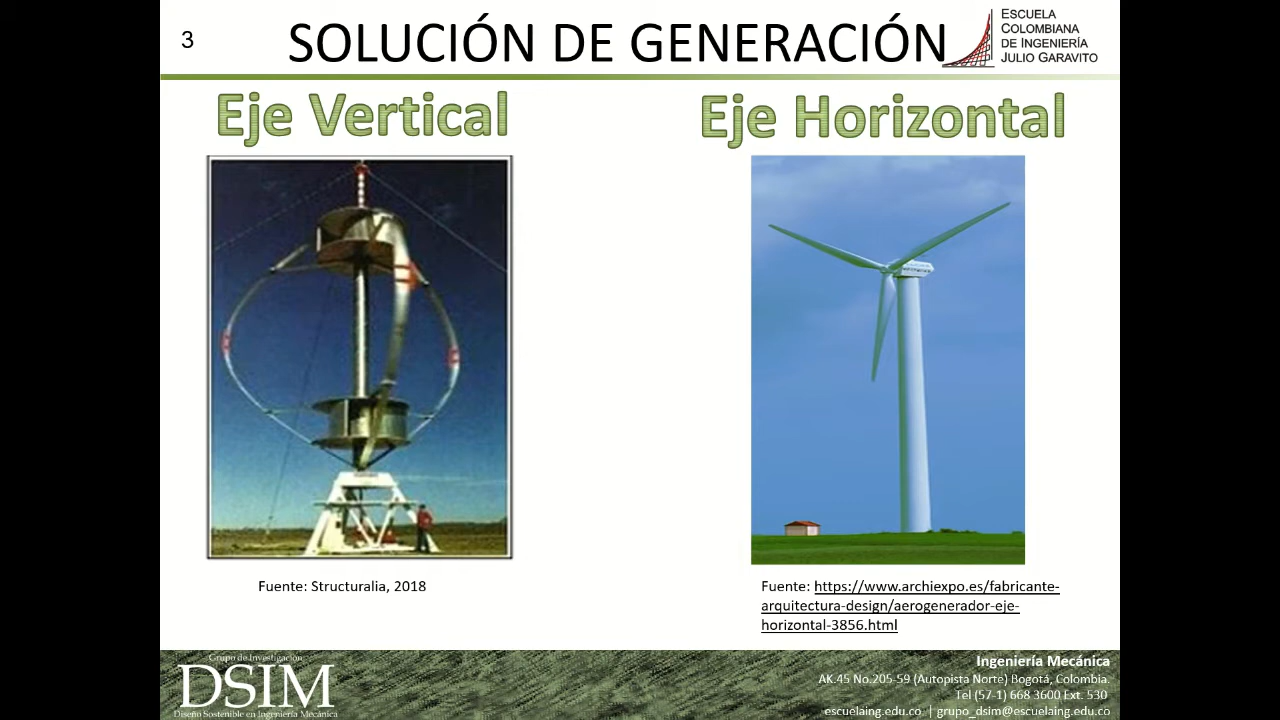 3
SOLUCIÓN DE GENERACIÓN
ESCUELA
COLOMBIANA
DE INGENIERÍA
JULIO GARAVITO
Eje Vertical
Eje Horizontal
Fuente: Structuralia, 2018
Fuente: https://www.archiexpo.es/fabricante-
arquitectura-design/aerogenerador-eje-
horizontal-3856.html
Grupo de Investigación
DSIM
Diseño Sostenible en Ingeniería Mecánica
Ingeniería Mecánica
AK.45 No.205-59 (Autopista Norte) Bogotá, Colombia.
Tel (57-1) 668 3600 Ext. 530
escuelaing.edu.co | grupo_dsim@escuelaing.edu.co